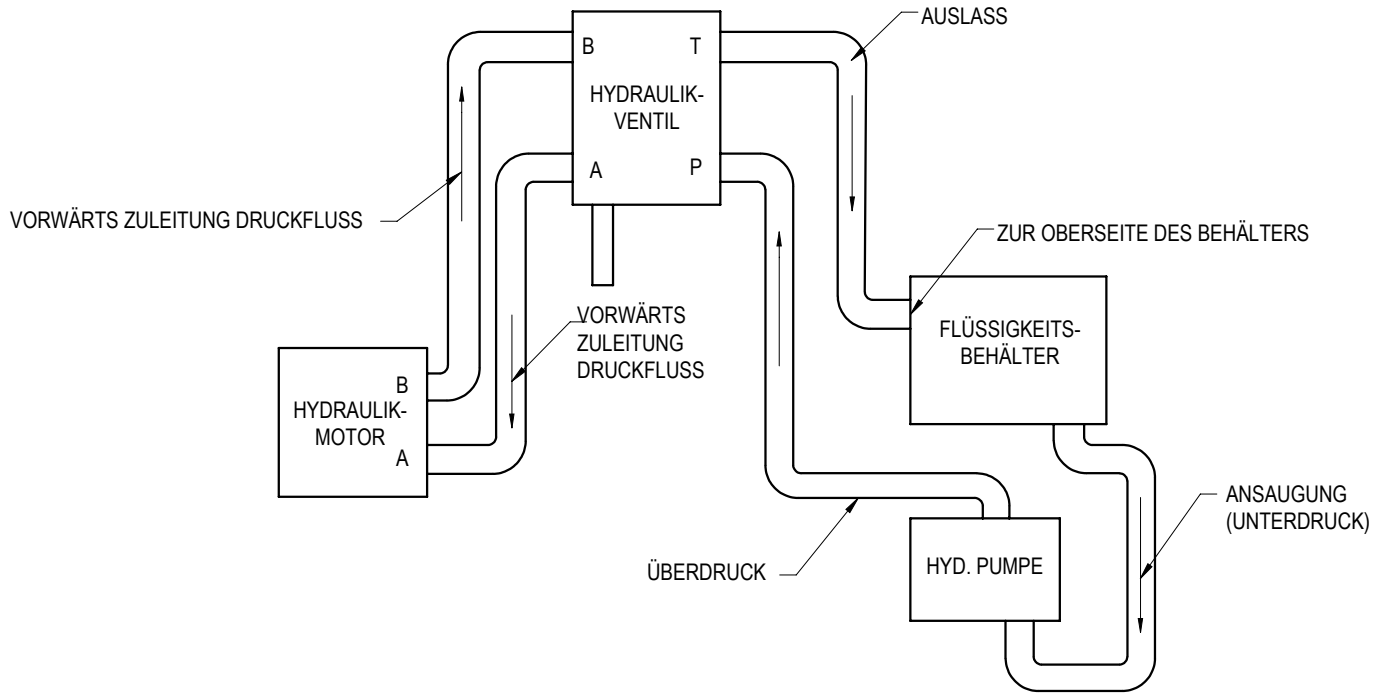 AUSLASS
B
T
HYDRAULIK-
VENTIL
A
P
VORWÄRTS ZULEITUNG DRUCKFLUSS
ZUR OBERSEITE DES BEHÄLTERS
VORWÄRTS
ZULEITUNG
DRUCKFLUSS
FLÜSSIGKEITS-
BEHÄLTER
B
HYDRAULIK-
MOTOR
A
ANSAUGUNG
(UNTERDRUCK)
ÜBERDRUCK
HYD. PUMPE